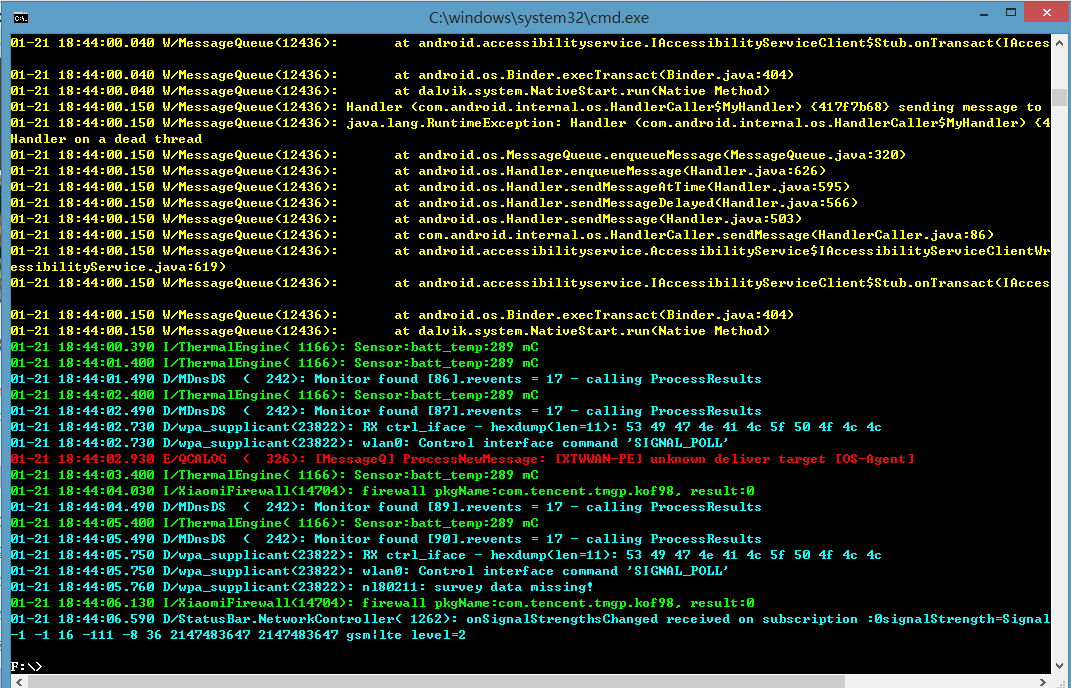 C:\windows\system32\cmd.exe
01-21 18:44:00.040 W/MessageQueue(12436):       at android.accessibilityservice.IAccessibilityServiceClient$Stub.onTransact(IAcces
01-21 18:44:00.040 W/MessageQueue(12436):       at android.os.Binder.execTransact(Binder.java:404)
01-21 18:44:00.040 W/MessageQueue(12436):       at dalvik.system.NativeStart.run(Native Method)
01-21 18:44:00.150 W/MessageQueue(12436): Handler (com.android.internal.os.HandlerCaller$MyHandler) {417f7b68} sending message to
01-21 18:44:00.150 W/MessageQueue(12436): java.lang.RuntimeException: Handler (com.android.internal.os.HandlerCaller$MyHandler) {4
Handler on a dead thread
01-21 18:44:00.150 W/MessageQueue(12436):       at android.os.MessageQueue.enqueueMessage(MessageQueue.java:320)
01-21 18:44:00.150 W/MessageQueue(12436):       at android.os.Handler.enqueueMessage(Handler.java:626)
01-21 18:44:00.150 W/MessageQueue(12436):       at android.os.Handler.sendMessageAtTime(Handler.java:595)
01-21 18:44:00.150 W/MessageQueue(12436):       at android.os.Handler.sendMessageDelayed(Handler.java:566)
01-21 18:44:00.150 W/MessageQueue(12436):       at android.os.Handler.sendMessage(Handler.java:503)
01-21 18:44:00.150 W/MessageQueue(12436):       at com.android.internal.os.HandlerCaller.sendMessage(HandlerCaller.java:86)
01-21 18:44:00.150 W/MessageQueue(12436):       at android.accessibilityservice.AccessibilityService$IAccessibilityServiceClientWr
essibilityService.java:619)
01-21 18:44:00.150 W/MessageQueue(12436):       at android.accessibilityservice.IAccessibilityServiceClient$Stub.onTransact(IAcces
01-21 18:44:00.150 W/MessageQueue(12436):       at android.os.Binder.execTransact(Binder.java:404)
01-21 18:44:00.150 W/MessageQueue(12436):       at dalvik.system.NativeStart.run(Native Method)
01-21 18:44:00.390 I/ThermalEngine( 1166): Sensor:batt_temp:289 mC
01-21 18:44:01.400 I/ThermalEngine( 1166): Sensor:batt_temp:289 mC
01-21 18:44:01.490 D/MDnsDS  (  242): Monitor found [86].revents = 17 - calling ProcessResults
01-21 18:44:02.400 I/ThermalEngine( 1166): Sensor:batt_temp:289 mC
01-21 18:44:02.490 D/MDnsDS  (  242): Monitor found [87].revents = 17 - calling ProcessResults
01-21 18:44:02.730 D/wpa_supplicant(23822): RX ctrl_iface - hexdump(len=11): 53 49 47 4e 41 4c 5f 50 4f 4c 4c
01-21 18:44:02.730 D/wpa_supplicant(23822): wlan0: Control interface command 'SIGNAL_POLL'
01-21 18:44:02.930 E/QCALOG  (  326): [MessageQ] ProcessNewMessage: [XTWWAN-PE] unknown deliver target [OS-Agent]
01-21 18:44:03.400 I/ThermalEngine( 1166): Sensor:batt_temp:289 mC
01-21 18:44:04.030 I/XiaomiFirewall(14704): firewall pkgName:com.tencent.tmgp.kof98, result:0
01-21 18:44:04.490 D/MDnsDS  (  242): Monitor found [89].revents = 17 - calling ProcessResults
01-21 18:44:05.400 I/ThermalEngine( 1166): Sensor:batt_temp:289 mC
01-21 18:44:05.490 D/MDnsDS  (  242): Monitor found [90].revents = 17 - calling ProcessResults
01-21 18:44:05.750 D/wpa_supplicant(23822): RX ctrl_iface - hexdump(len=11): 53 49 47 4e 41 4c 5f 50 4f 4c 4c
01-21 18:44:05.750 D/wpa_supplicant(23822): wlan0: Control interface command 'SIGNAL_POLL'
01-21 18:44:05.760 D/wpa_supplicant(23822): nl80211: survey data missing!
01-21 18:44:06.130 I/XiaomiFirewall(14704): firewall pkgName:com.tencent.tmgp.kof98, result:0
01-21 18:44:06.590 D/StatusBar.NetworkController( 1262): onSignalStrengthsChanged received on subscription :0signalStrength=Signal
-1 -1 16 -111 -8 36 2147483647 2147483647 gsm|lte level=2
F:\>